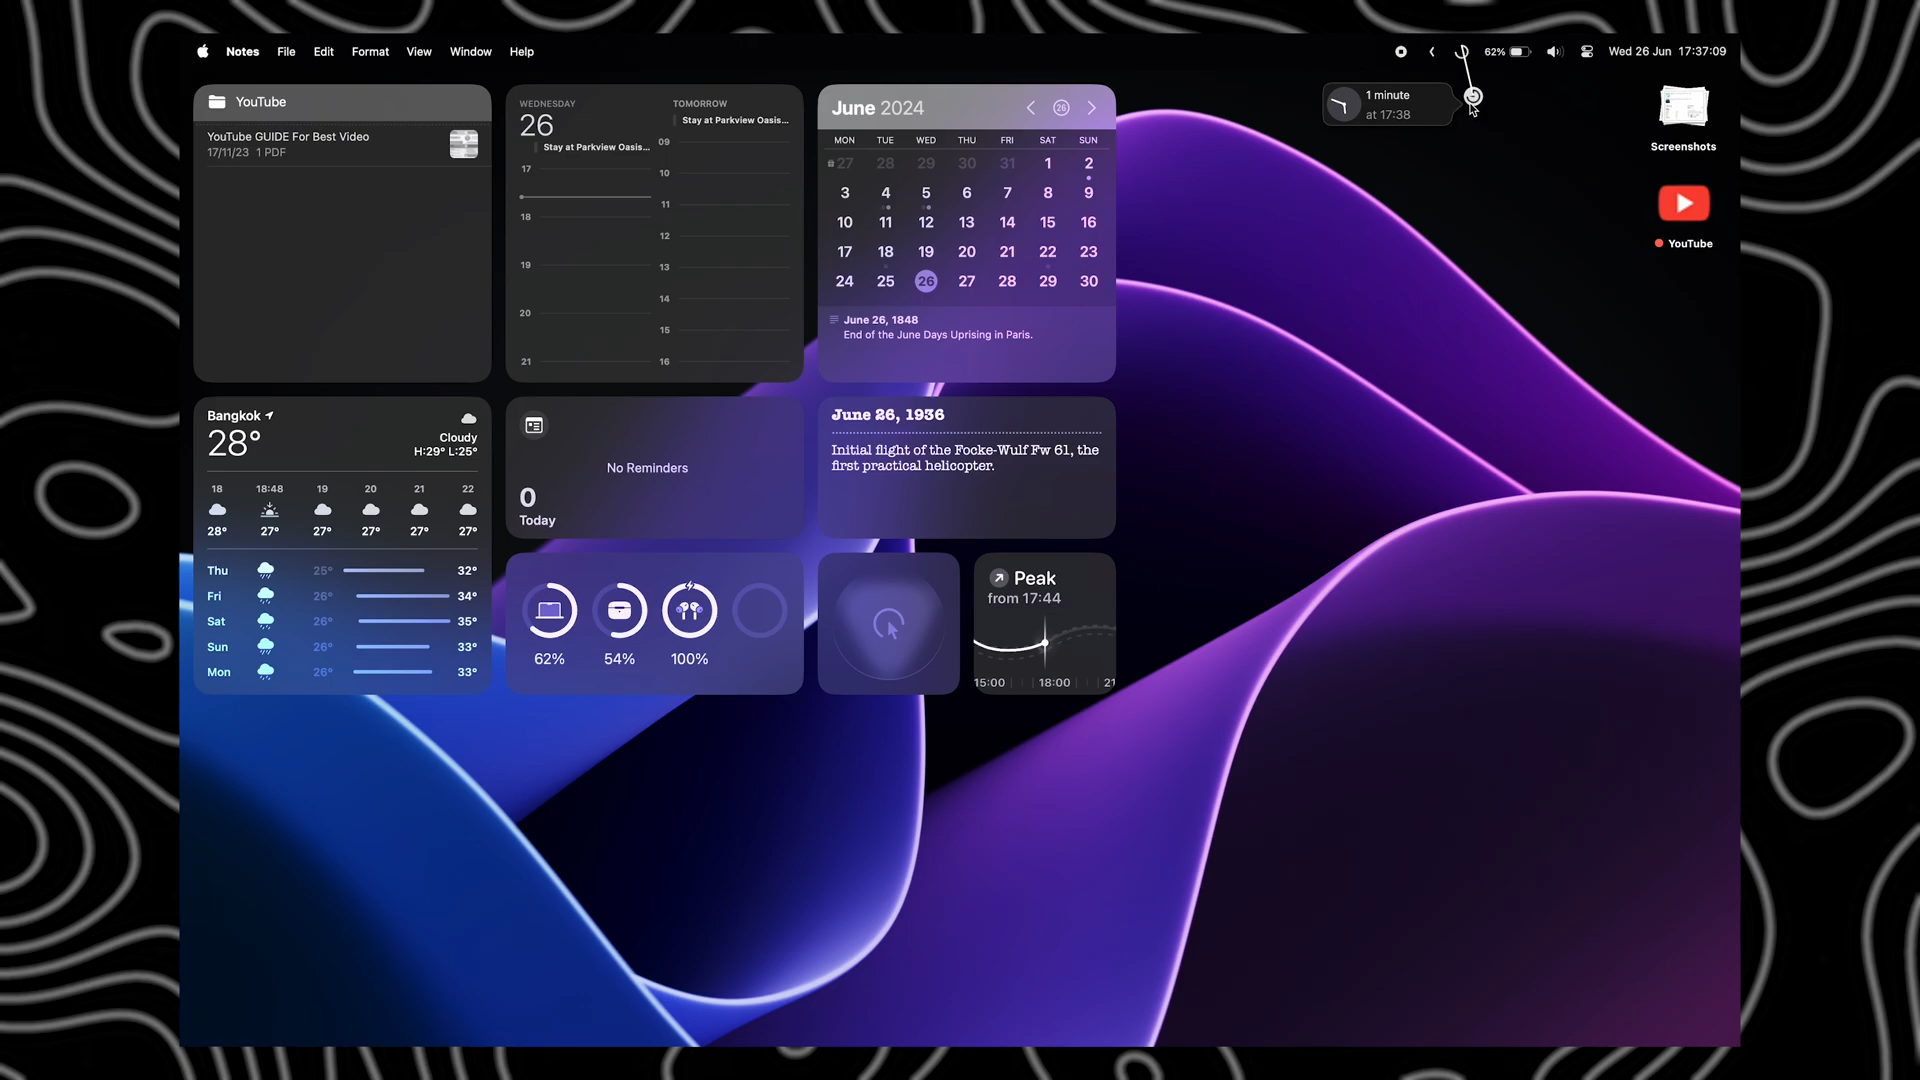 Notes File Edit Format View Window Help
62% Wed 26 Jun 17:37:09
YouTube
YouTube GUIDE For Best Video
17/11/23 1 PDF
WEDNESDAY
26
Stay at Parkview Oasis...
17
18
19
20
21
TOMORROW
Stay at Parkview Oasis...
09
10
11
12
13
14
15
16
June 2024
26
MON TUE WED THU FRI SAT SUN
27 28 29 30 31 1 2
3 4 5 6 7 8 9
10 11 12 13 14 15 16
17 18 19 20 21 22 23
24 25 26 27 28 29 30
June 26, 1848
End of the June Days Uprising in Paris.
1 minute
at 17:38
Screenshots
YouTube
Bangkok
28°
Cloudy
H:29° L:25°
18 18:48 19 20 21 22
28° 27° 27° 27° 27° 27°
Thu 25° 32°
Fri 26° 34°
Sat 26° 35°
Sun 26° 33°
Mon 26° 33°
No Reminders
0
Today
June 26, 1936
Initial flight of the Focke-Wulf Fw 61, the
first practical helicopter.
62% 54% 100%
Peak
from 17:44
15:00 18:00 21